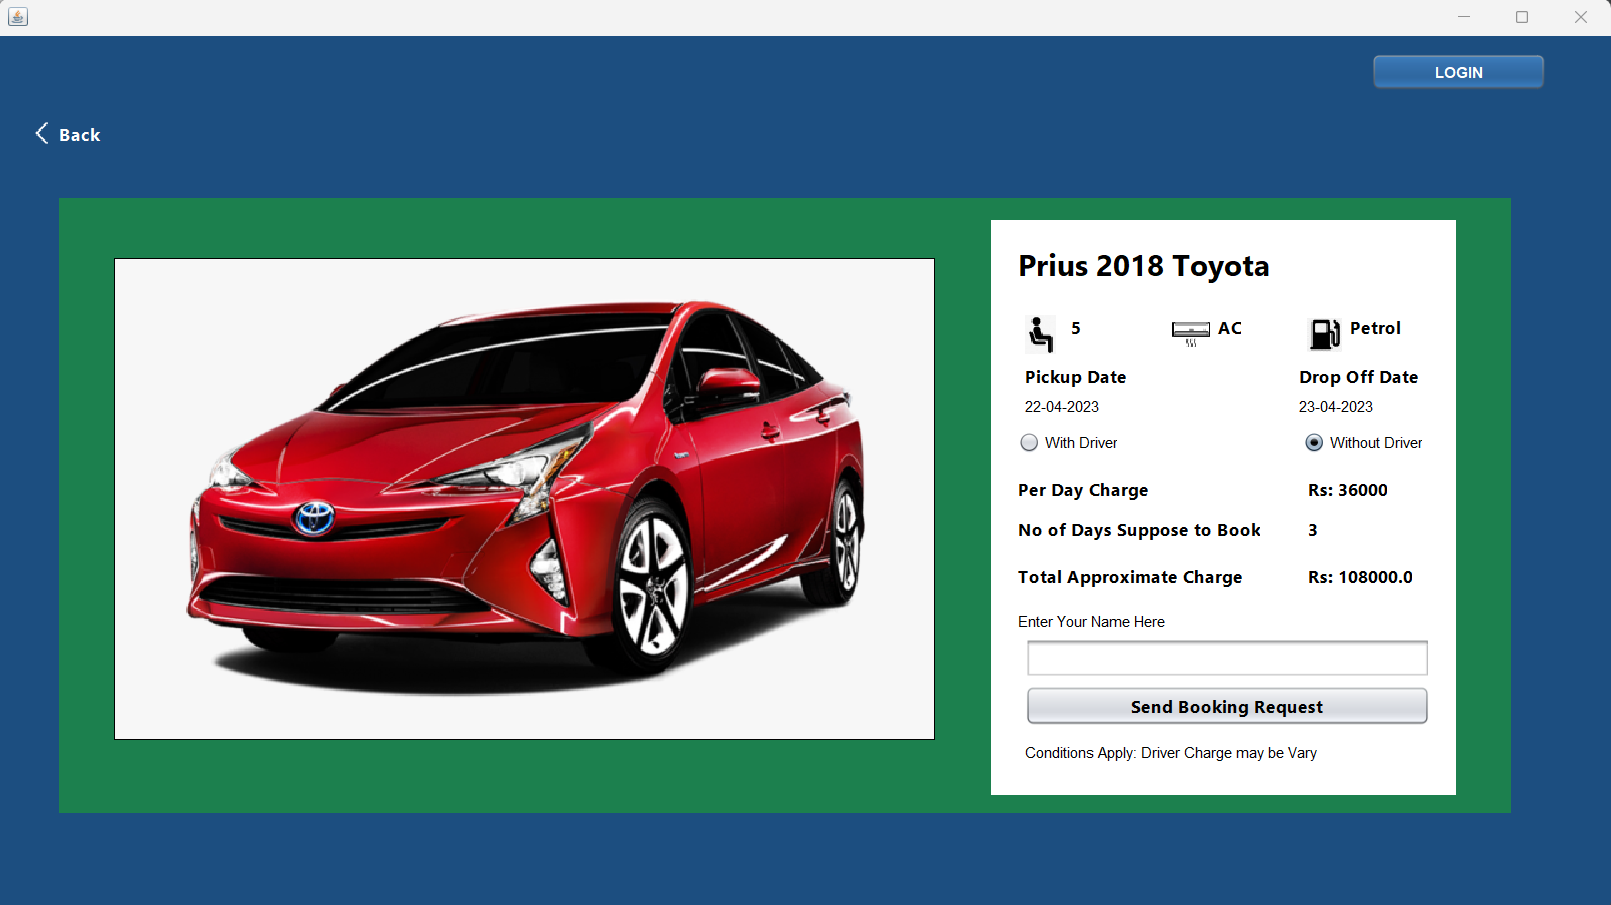 LOGIN
Back
Prius 2018 Toyota
5 AC Petrol
Pickup Date Drop Off Date
22-04-2023 23-04-2023
With Driver Without Driver
Per Day Charge Rs: 36000
No of Days Suppose to Book 3
Total Approximate Charge Rs: 108000.0
Enter Your Name Here
Send Booking Request
Conditions Apply: Driver Charge may be Vary